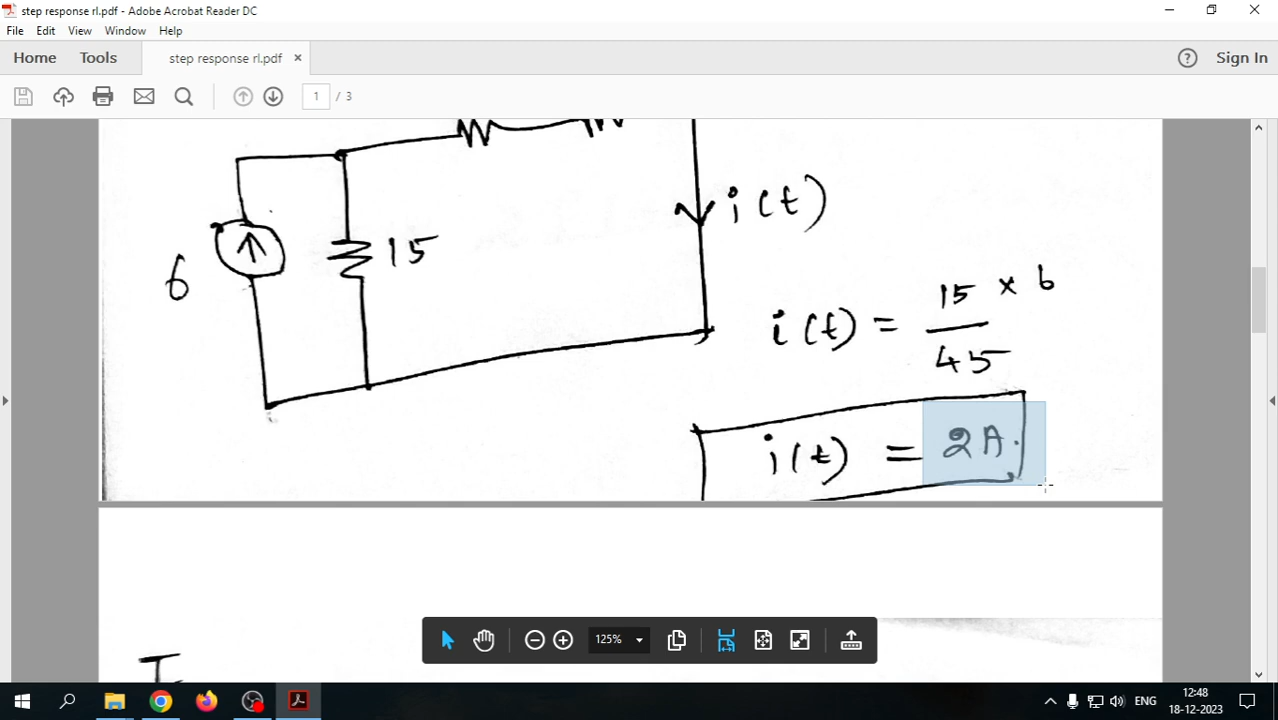 step response rl.pdf - Adobe Acrobat Reader DC
File Edit View Window Help
Home Tools step response rl.pdf × ? Sign In
1 / 3
i(t)
6 15
i(t) = 15 × 6
45
i(t) = 2A.
125%
I
ENG 12:48
18-12-2023